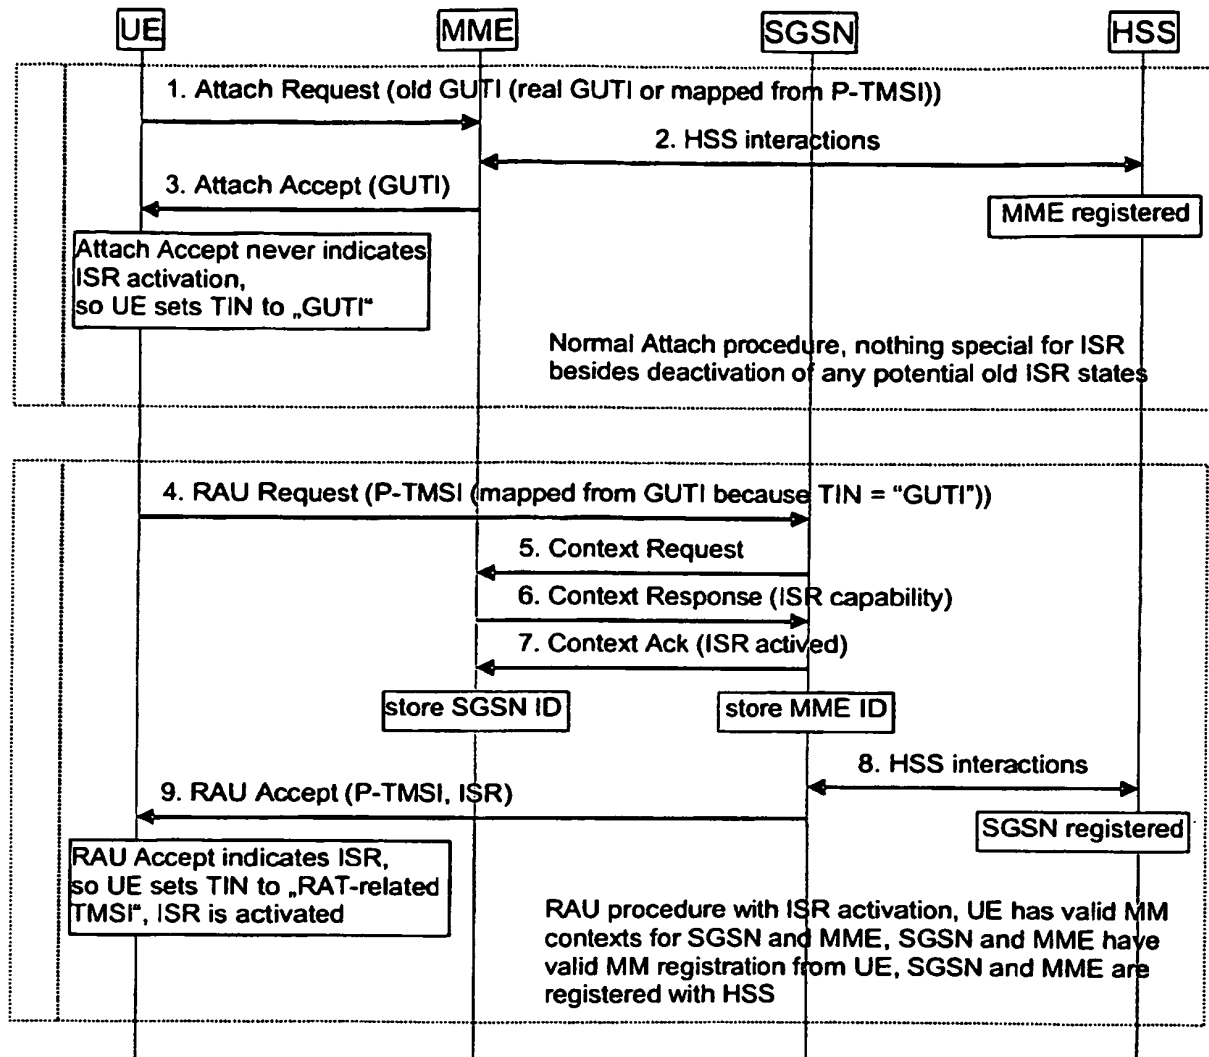 UE
MME
SGSN
HSS
1. Attach Request (old GUTI (real GUTI or mapped from P-TMSI))
2. HSS interactions
3. Attach Accept (GUTI)
MME registered
Attach Accept never indicates
ISR activation,
so UE sets TIN to „GUTI“
Normal Attach procedure, nothing special for ISR
besides deactivation of any potential old ISR states
4. RAU Request (P-TMSI (mapped from GUTI because TIN = “GUTI”))
5. Context Request
6. Context Response (ISR capability)
7. Context Ack (ISR actived)
store SGSN ID
store MME ID
8. HSS interactions
9. RAU Accept (P-TMSI, ISR)
SGSN registered
RAU Accept indicates ISR,
so UE sets TIN to „RAT-related
TMSI“, ISR is activated
RAU procedure with ISR activation, UE has valid MM
contexts for SGSN and MME, SGSN and MME have
valid MM registration from UE, SGSN and MME are
registered with HSS